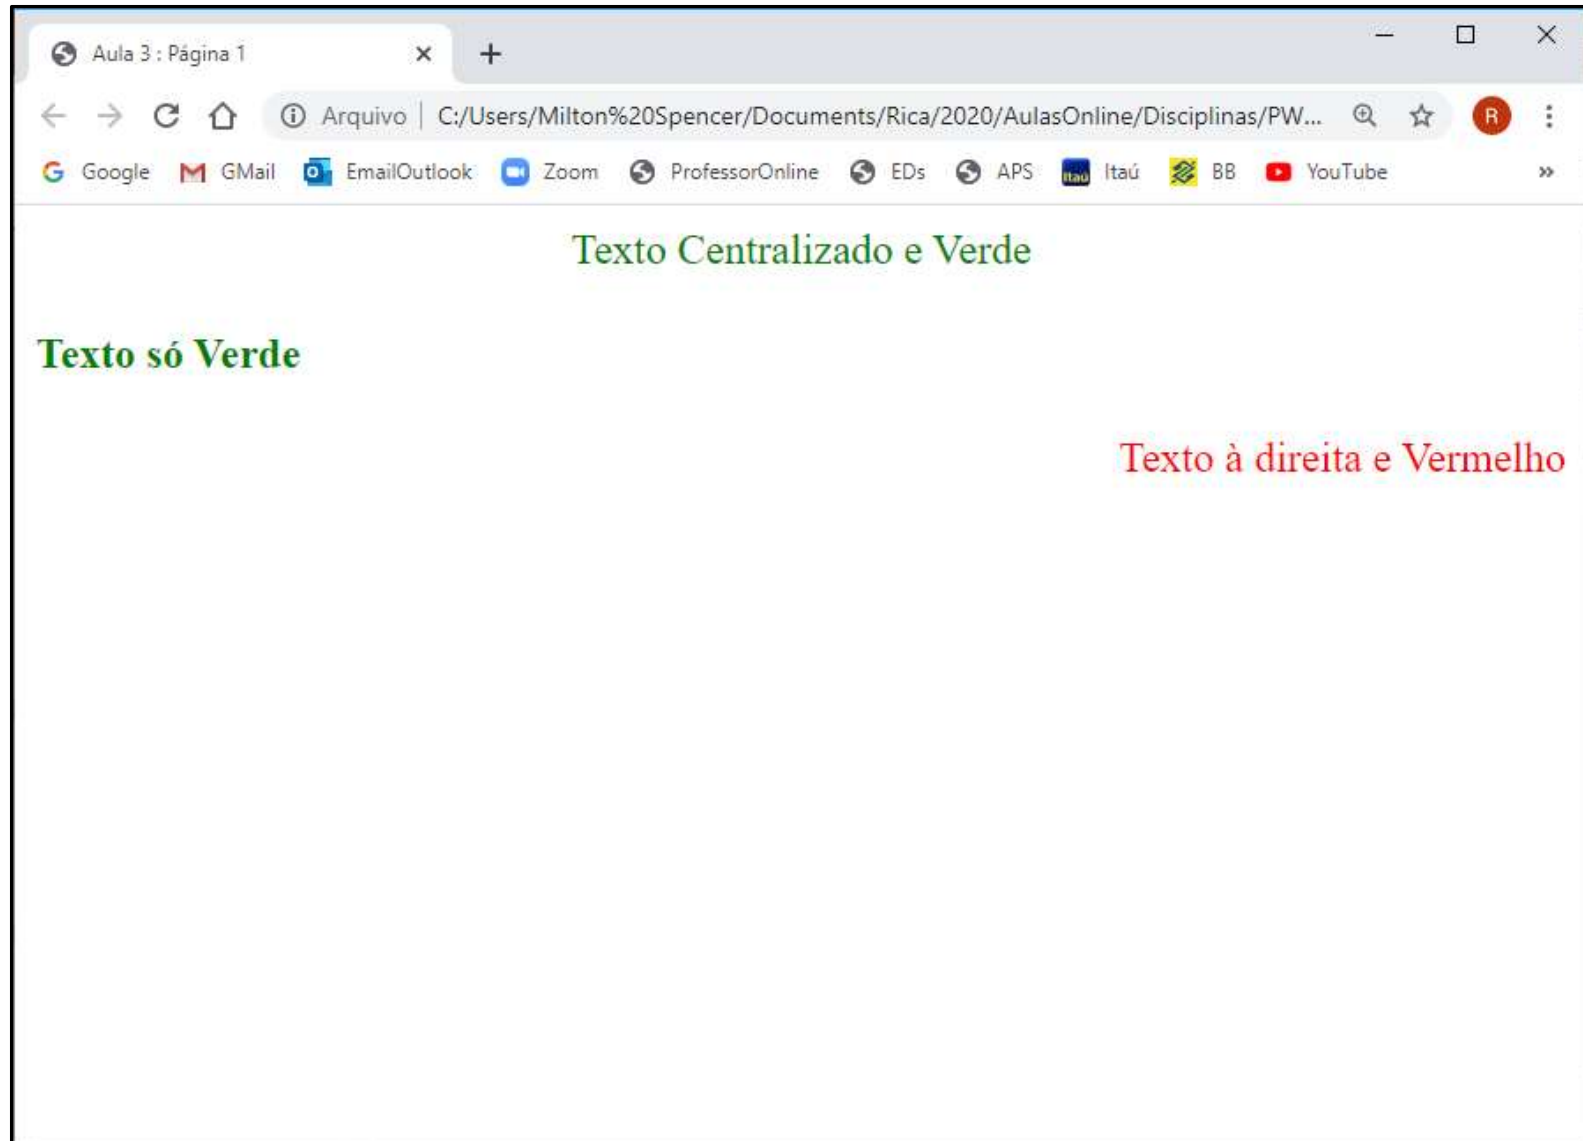 Aula 3 : Página 1
Arquivo | C:/Users/Milton%20Spencer/Documents/Rica/2020/AulasOnline/Disciplinas/PW... R
Google GMail EmailOutlook Zoom ProfessorOnline EDs APS Itaú Itaú BB YouTube »
Texto Centralizado e Verde
Texto só Verde
Texto à direita e Vermelho